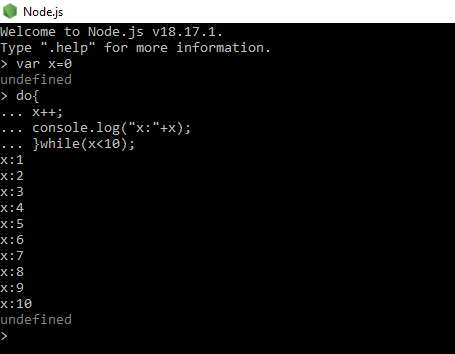 Node.js
Welcome to Node.js v18.17.1.
Type ".help" for more information.
> var x=0
undefined
> do{
... x++;
... console.log("x:"+x);
... }while(x<10);
x:1
x:2
x:3
x:4
x:5
x:6
x:7
x:8
x:9
x:10
undefined
>